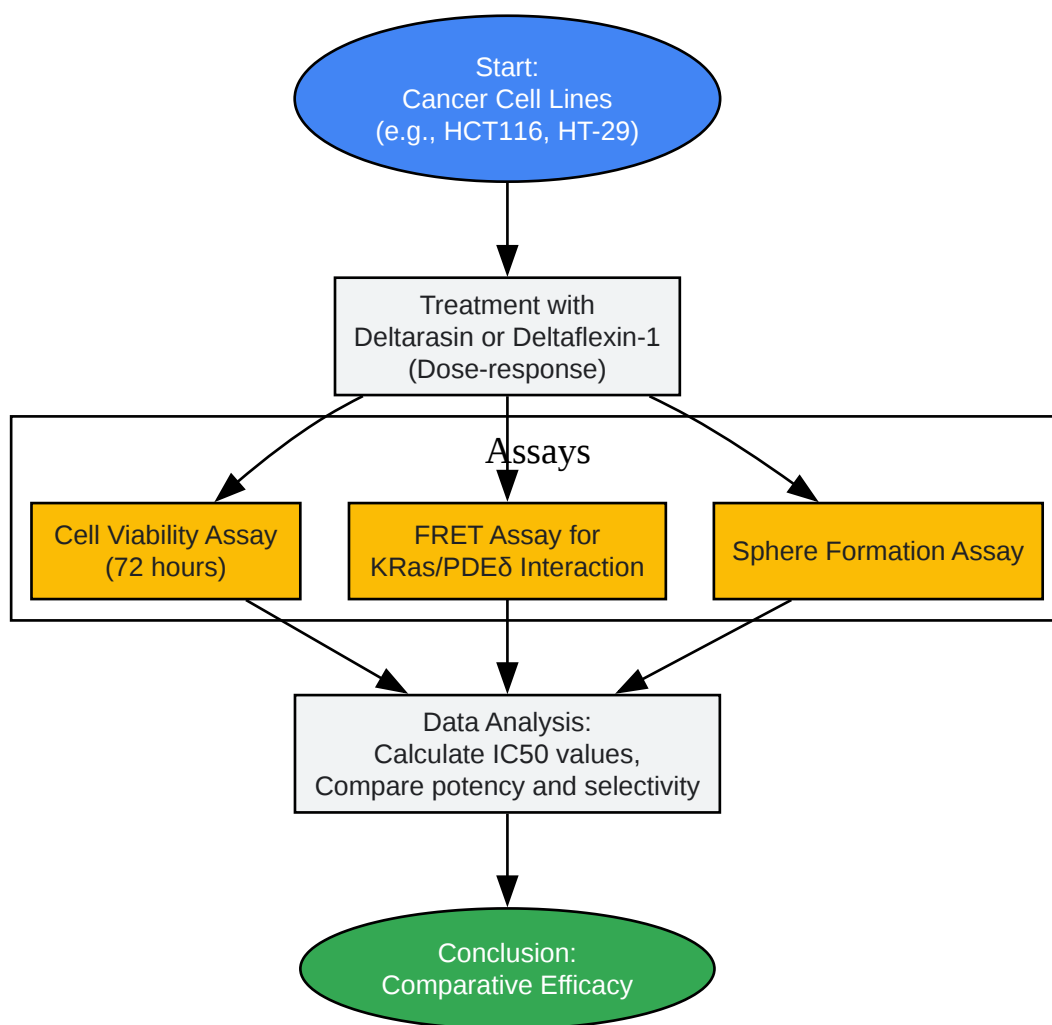 Start:
Cancer Cell Lines
(e.g., HCT116, HT-29)
Treatment with
Deltarasin or Deltaflexin-1
(Dose-response)
Assays
Cell Viability Assay
(72 hours)
FRET Assay for
KRas/PDEδ Interaction
Sphere Formation Assay
Data Analysis:
Calculate IC50 values,
Compare potency and selectivity
Conclusion:
Comparative Efficacy